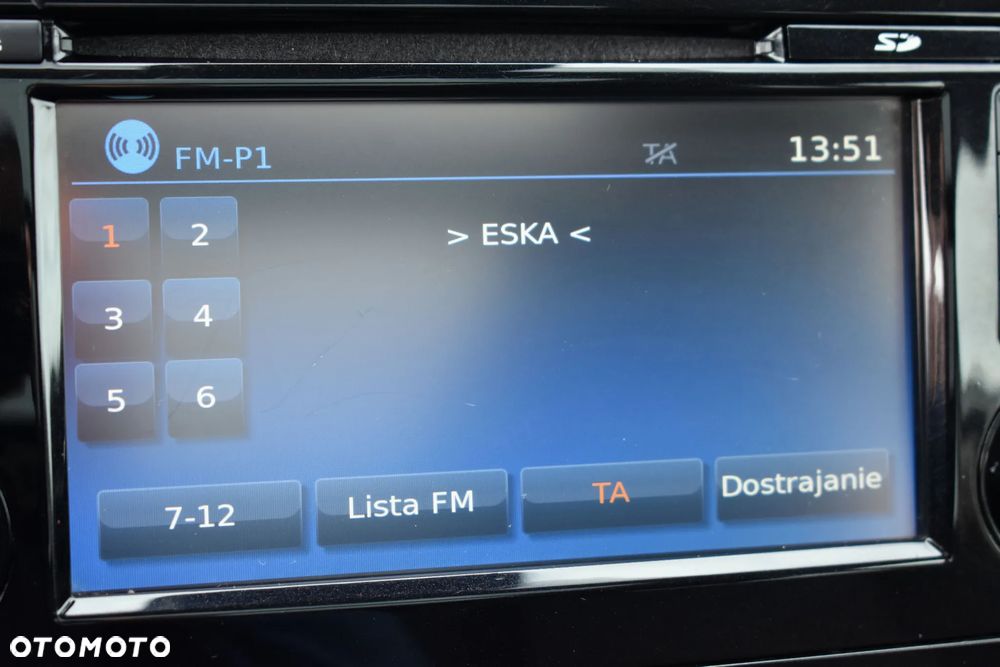 SD
FM-P1
TA
13:51
1
2
> ESKA <
3
4
5
6
7-12
Lista FM
TA
Dostrajanie
OTOMOTO